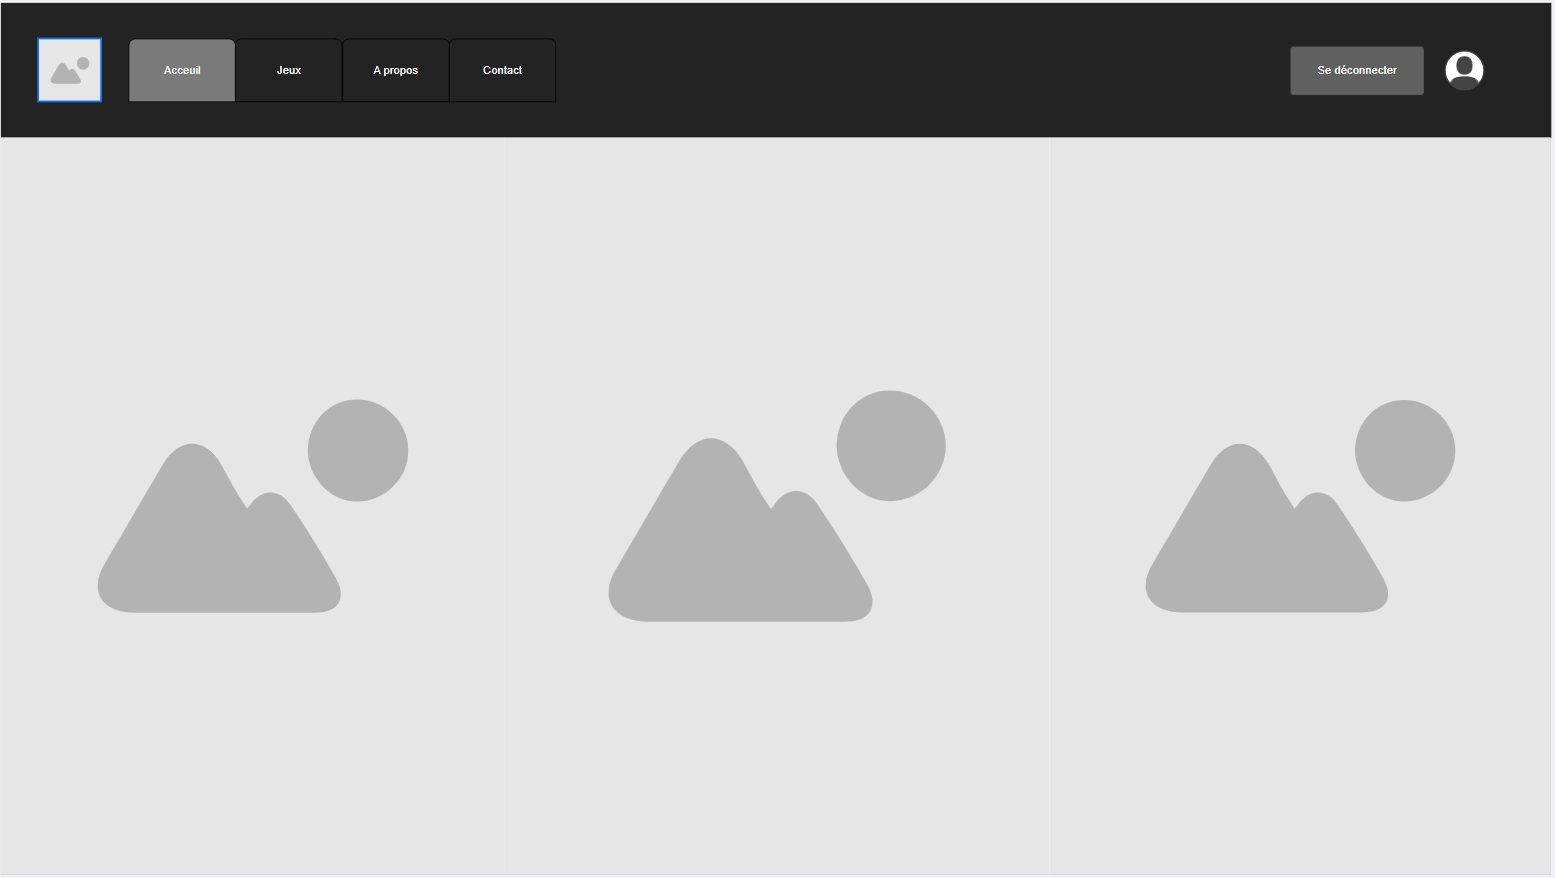 Acceuil
Jeux
A propos
Contact
Se déconnecter